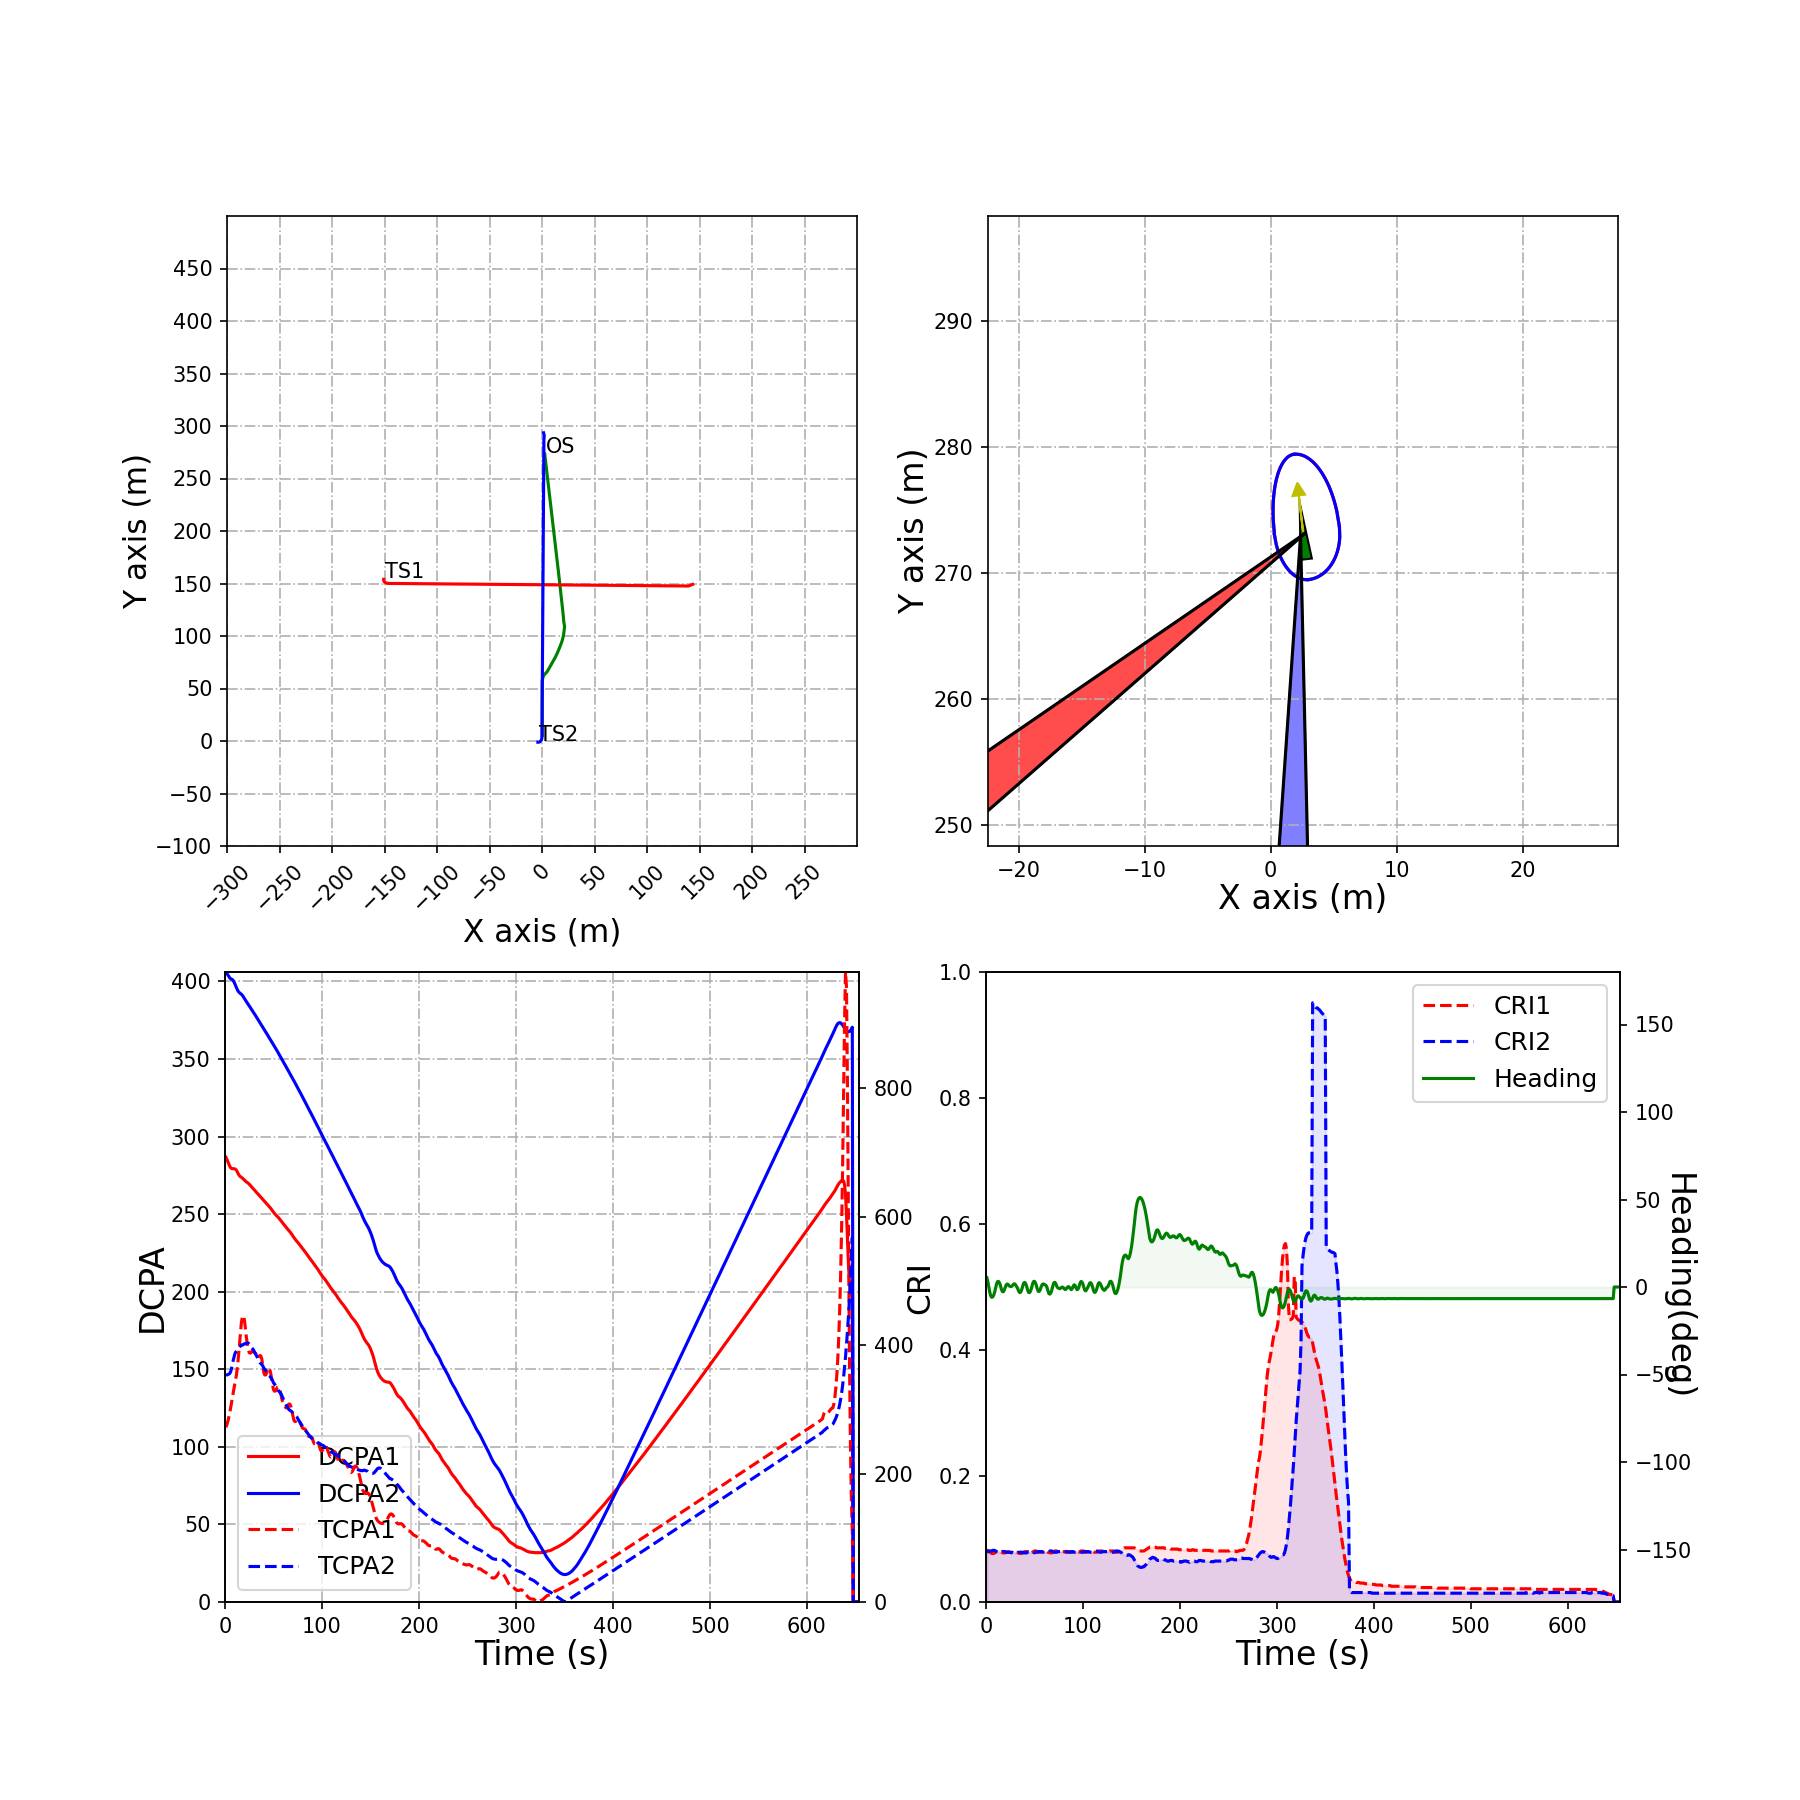 450
400
350
300
250
200
150
100
50
0
−50
−100
Y axis (m)
OS
TS1
TS2
−300 −250 −200 −150 −100 −50 0 50 100 150 200 250
X axis (m)
290
280
270
260
250
Y axis (m)
−20 −10 0 10 20
X axis (m)
400
350
300
250
200
150
100
50
0
DCPA
DCPA1
DCPA2
TCPA1
TCPA2
800
600
400
200
0
0 100 200 300 400 500 600
Time (s)
1.0
0.8
0.6
0.4
0.2
0.0
CRI
CRI1
CRI2
Heading
150
100
50
0
−50
−100
−150
Heading(deg)
0 100 200 300 400 500 600
Time (s)